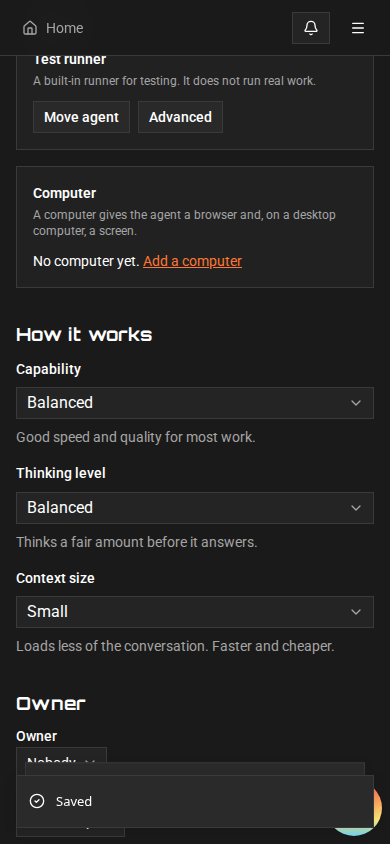 Home
Test runner
A built-in runner for testing. It does not run real work.
Move agent
Advanced
Computer
A computer gives the agent a browser and, on a desktop
computer, a screen.
No computer yet. Add a computer
How it works
Capability
Balanced
Good speed and quality for most work.
Thinking level
Balanced
Thinks a fair amount before it answers.
Context size
Small
Loads less of the conversation. Faster and cheaper.
Owner
Owner
Nobody
Saved